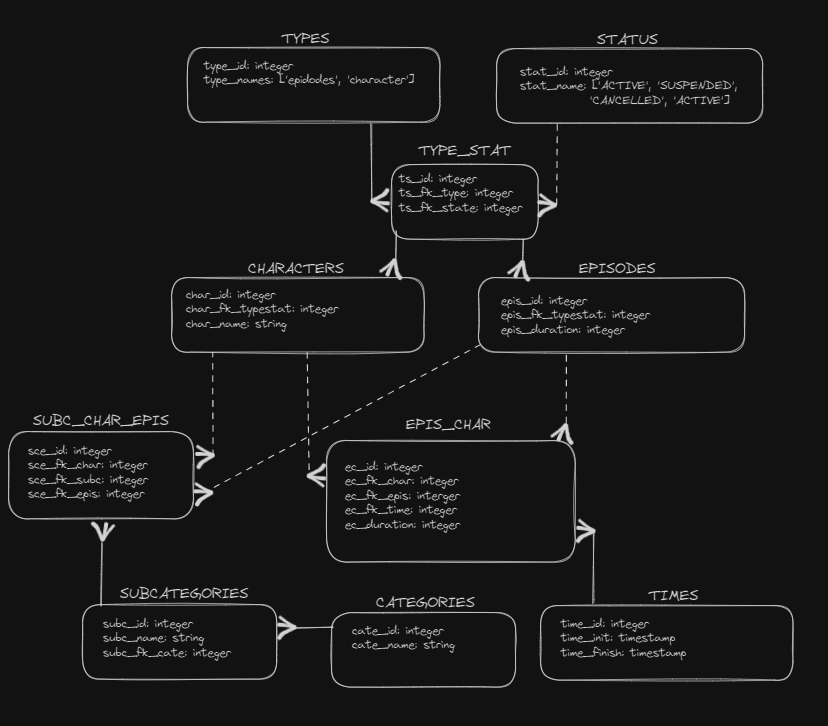 TYPES
type_id: integer
type_names: ['epidodes', 'character']
STATUS
stat_id: integer
stat_name: ['ACTIVE', 'SUSPENDED',
'CANCELLED', 'ACTIVE']
TYPE_STAT
ts_id: integer
ts_fk_type: integer
ts_fk_state: integer
CHARACTERS
char_id: integer
char_fk_typestat: integer
char_name: string
EPISODES
epis_id: integer
epis_fk_typestat: integer
epis_duration: integer
SUBC_CHAR_EPIS
sce_id: integer
sce_fk_char: integer
sce_fk_subc: integer
sce_fk_epis: integer
EPIS_CHAR
ec_id: integer
ec_fk_char: integer
ec_fk_epis: interger
ec_fk_time: integer
ec_duration: integer
SUBCATEGORIES
subc_id: integer
subc_name: string
subc_fk_cate: integer
CATEGORIES
cate_id: integer
cate_name: string
TIMES
time_id: integer
time_init: timestamp
time_finish: timestamp